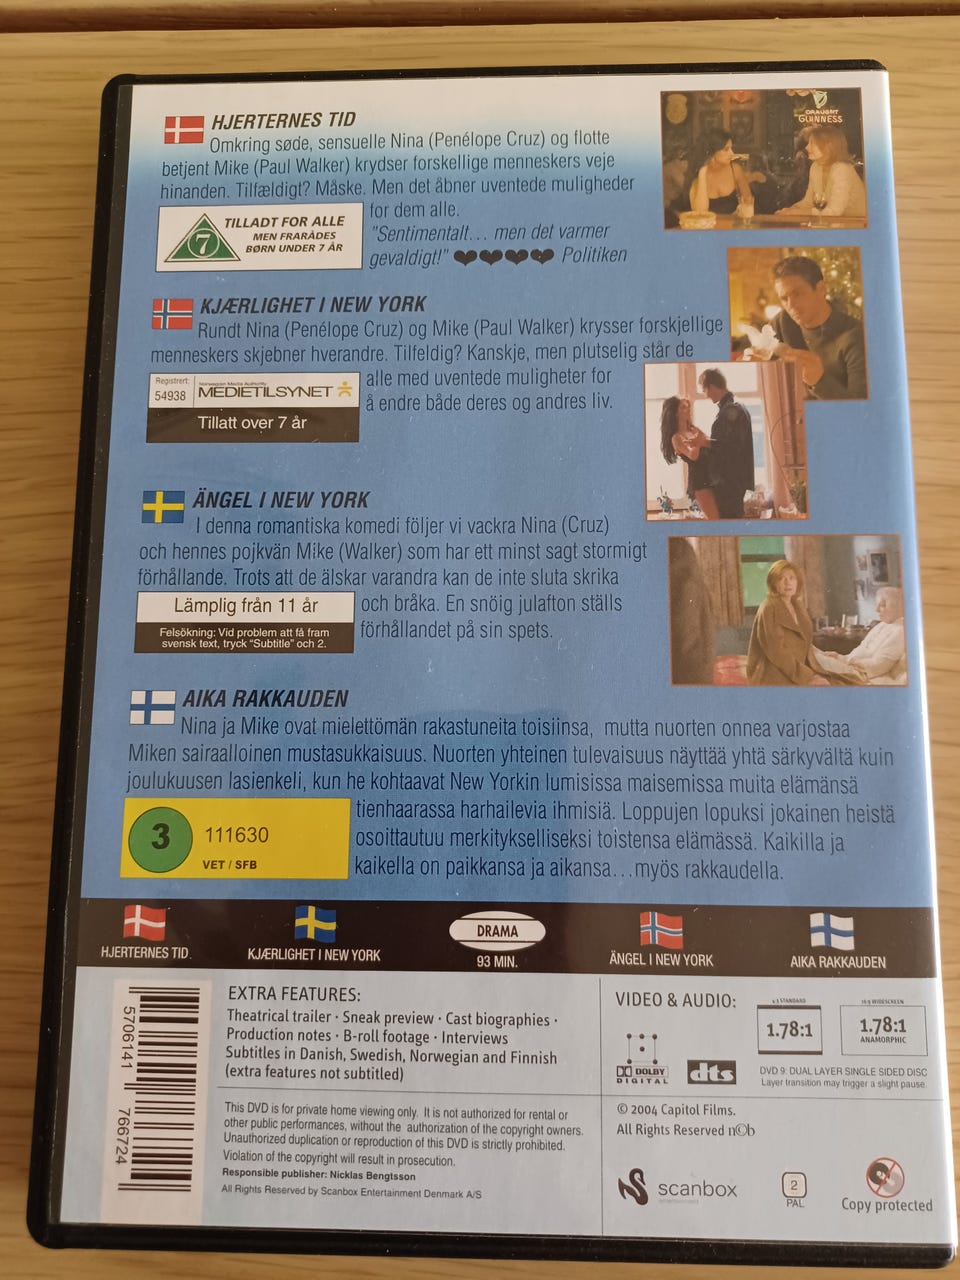 HJERTERNES TID
Omkring søde, sensuelle Nina (Penélope Cruz) og flotte
betjent Mike (Paul Walker) krydser forskellige menneskers veje
hinanden. Tilfældigt? Måske. Men det åbner uventede muligheder
for dem alle.
"Sentimentalt... men det varmer
gevaldigt!" ♥♥♥♥ Politiken
7
TILLADT FOR ALLE
MEN FRARÅDES
BØRN UNDER 7 ÅR
DRAUGHT
GUINNESS
KJÆRLIGHET I NEW YORK
Rundt Nina (Penélope Cruz) og Mike (Paul Walker) krysser forskjellige
menneskers skjebner hverandre. Tilfeldig? Kanskje, men plutselig står de
alle med uventede muligheter for
å endre både deres og andres liv.
Registrert:
54938
Norwegian Media Authority
MEDIETILSYNET
Tillatt over 7 år
ÄNGEL I NEW YORK
I denna romantiska komedi följer vi vackra Nina (Cruz)
och hennes pojkvän Mike (Walker) som har ett minst sagt stormigt
förhållande. Trots att de älskar varandra kan de inte sluta skrika
och bråka. En snöig julafton ställs
förhållandet på sin spets.
Lämplig från 11 år
Felsökning: Vid problem att få fram
svensk text, tryck "Subtitle" och 2.
AIKA RAKKAUDEN
Nina ja Mike ovat mielettömän rakastuneita toisiinsa, mutta nuorten onnea varjostaa
Miken sairaalloinen mustasukkaisuus. Nuorten yhteinen tulevaisuus näyttää yhtä särkyvältä kuin
joulukuusen lasienkeli, kun he kohtaavat New Yorkin lumisissa maisemissa muita elämänsä
tienhaarassa harhailevia ihmisiä. Loppujen lopuksi jokainen heistä
osoittautuu merkitykselliseksi toistensa elämässä. Kaikilla ja
kaikella on paikkansa ja aikansa...myös rakkaudella.
3
111630
VET / SFB
HJERTERNES TID
KJÆRLIGHET I NEW YORK
DRAMA
93 MIN.
ÄNGEL I NEW YORK
AIKA RAKKAUDEN
5706141 766724
EXTRA FEATURES:
Theatrical trailer · Sneak preview · Cast biographies ·
Production notes · B-roll footage · Interviews
Subtitles in Danish, Swedish, Norwegian and Finnish
(extra features not subtitled)
This DVD is for private home viewing only. It is not authorized for rental or
other public performances, without the authorization of the copyright owners.
Unauthorized duplication or reproduction of this DVD is strictly prohibited.
Violation of the copyright will result in prosecution.
Responsible publisher: Nicklas Bengtsson
All Rights Reserved by Scanbox Entertainment Denmark A/S
VIDEO & AUDIO:
4:3 STANDARD
1.78:1
16:9 WIDESCREEN
1.78:1
ANAMORPHIC
DOLBY
DIGITAL
dts
DVD 9: DUAL LAYER SINGLE SIDED DISC
Layer transition may trigger a slight pause.
© 2004 Capitol Films.
All Rights Reserved n©b
scanbox
entertainment
2
PAL
Copy protected